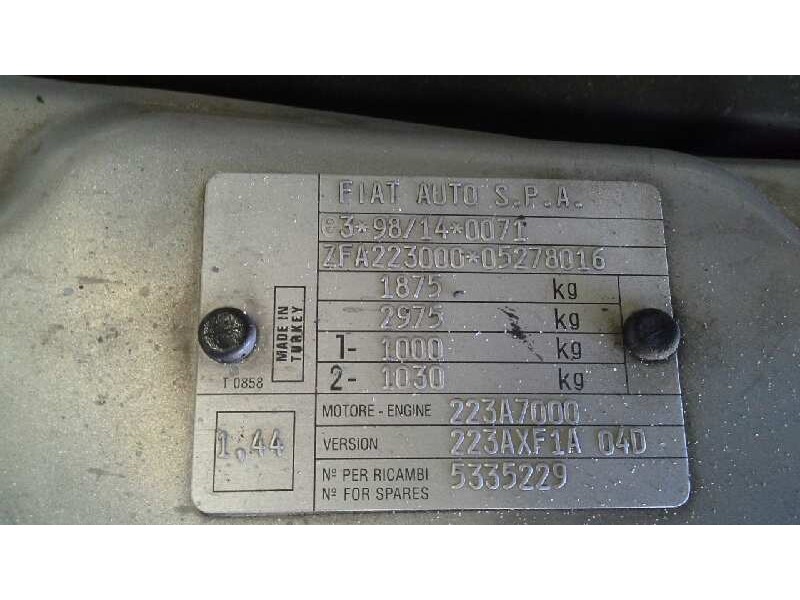 FIAT AUTO S.P.A.
e3*98/14*0071
ZFA223000*05278016
1875 kg
2975 kg
1- 1000 kg
2- 1030 kg
MADE IN
TURKEY
T 0858
MOTORE - ENGINE 223A7000
VERSION 223AXF1A 04D
Nº PER RICAMBI
Nº FOR SPARES 5335229
1,44